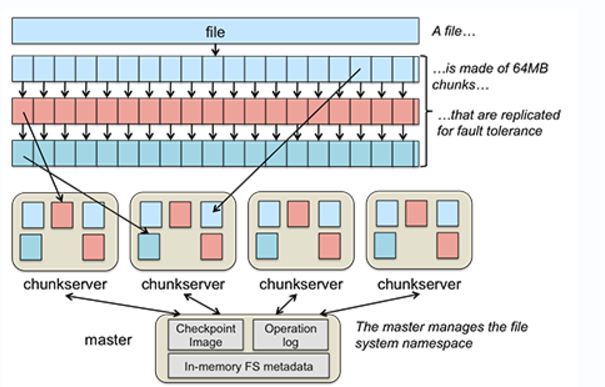 file
A file…
…is made of 64MB
chunks…
…that are replicated
for fault tolerance
chunkserver
chunkserver
chunkserver
chunkserver
master
Checkpoint
Image
Operation
log
In-memory FS metadata
The master manages the file
system namespace